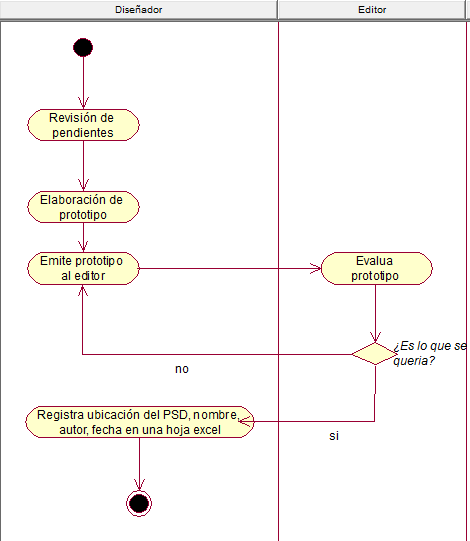 Diseñador
Editor
Revisión de
pendientes
Elaboración de
prototipo
Emite prototipo
al editor
Evalua
prototipo
¿Es lo que se
queria?
no
Registra ubicación del PSD, nombre,
autor, fecha en una hoja excel
si